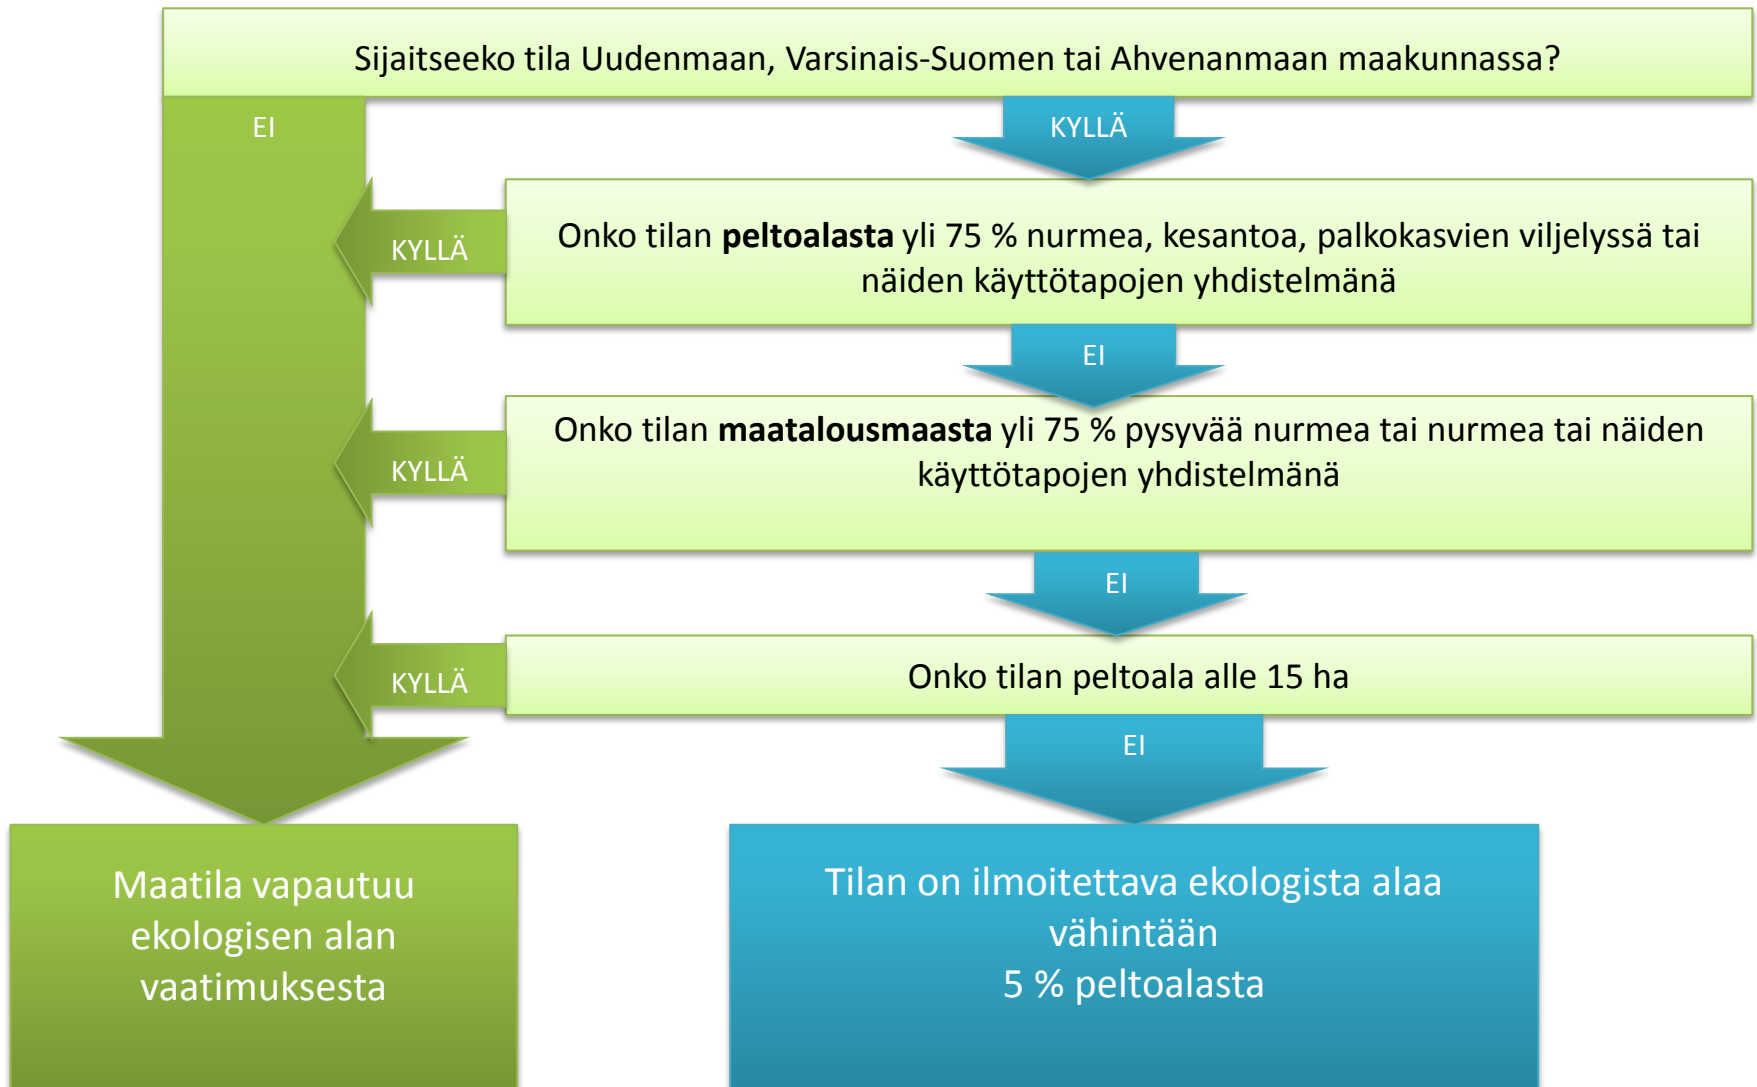 Sijaitseeko tila Uudenmaan, Varsinais-Suomen tai Ahvenanmaan maakunnassa?
EI
KYLLÄ
KYLLÄ
Onko tilan peltoalasta yli 75 % nurmea, kesantoa, palkokasvien viljelyssä tai
näiden käyttötapojen yhdistelmänä
EI
KYLLÄ
Onko tilan maatalousmaasta yli 75 % pysyvää nurmea tai nurmea tai näiden
käyttötapojen yhdistelmänä
EI
KYLLÄ
Onko tilan peltoala alle 15 ha
EI
Maatila vapautuu
ekologisen alan
vaatimuksesta
Tilan on ilmoitettava ekologista alaa
vähintään
5 % peltoalasta